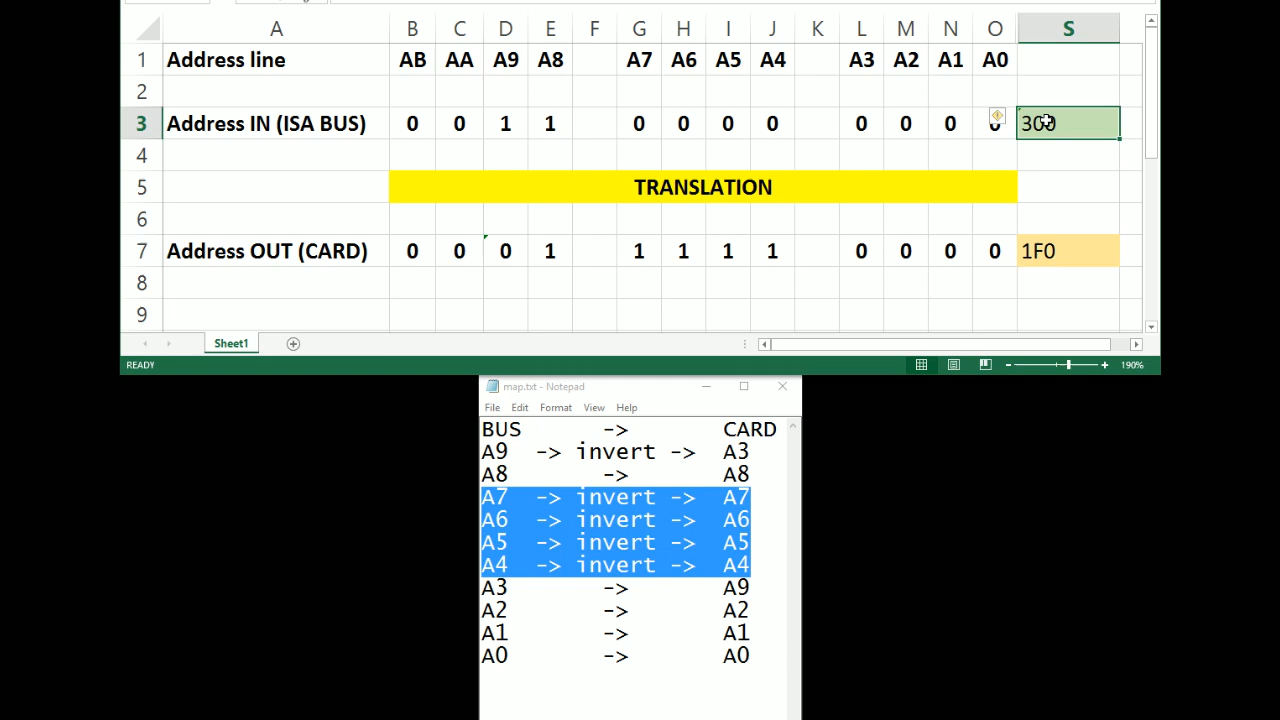 A B C D E F G H I J K L M N O S
1 Address line AB AA A9 A8 A7 A6 A5 A4 A3 A2 A1 A0
2
3 Address IN (ISA BUS) 0 0 1 1 0 0 0 0 0 0 0 0 300
4
5 TRANSLATION
6
7 Address OUT (CARD) 0 0 0 1 1 1 1 1 0 0 0 0 1F0
8
9
Sheet1
READY 190%
map.txt - Notepad
File Edit Format View Help
BUS -> CARD
A9 -> invert -> A3
A8 -> A8
A7 -> invert -> A7
A6 -> invert -> A6
A5 -> invert -> A5
A4 -> invert -> A4
A3 -> A9
A2 -> A2
A1 -> A1
A0 -> A0